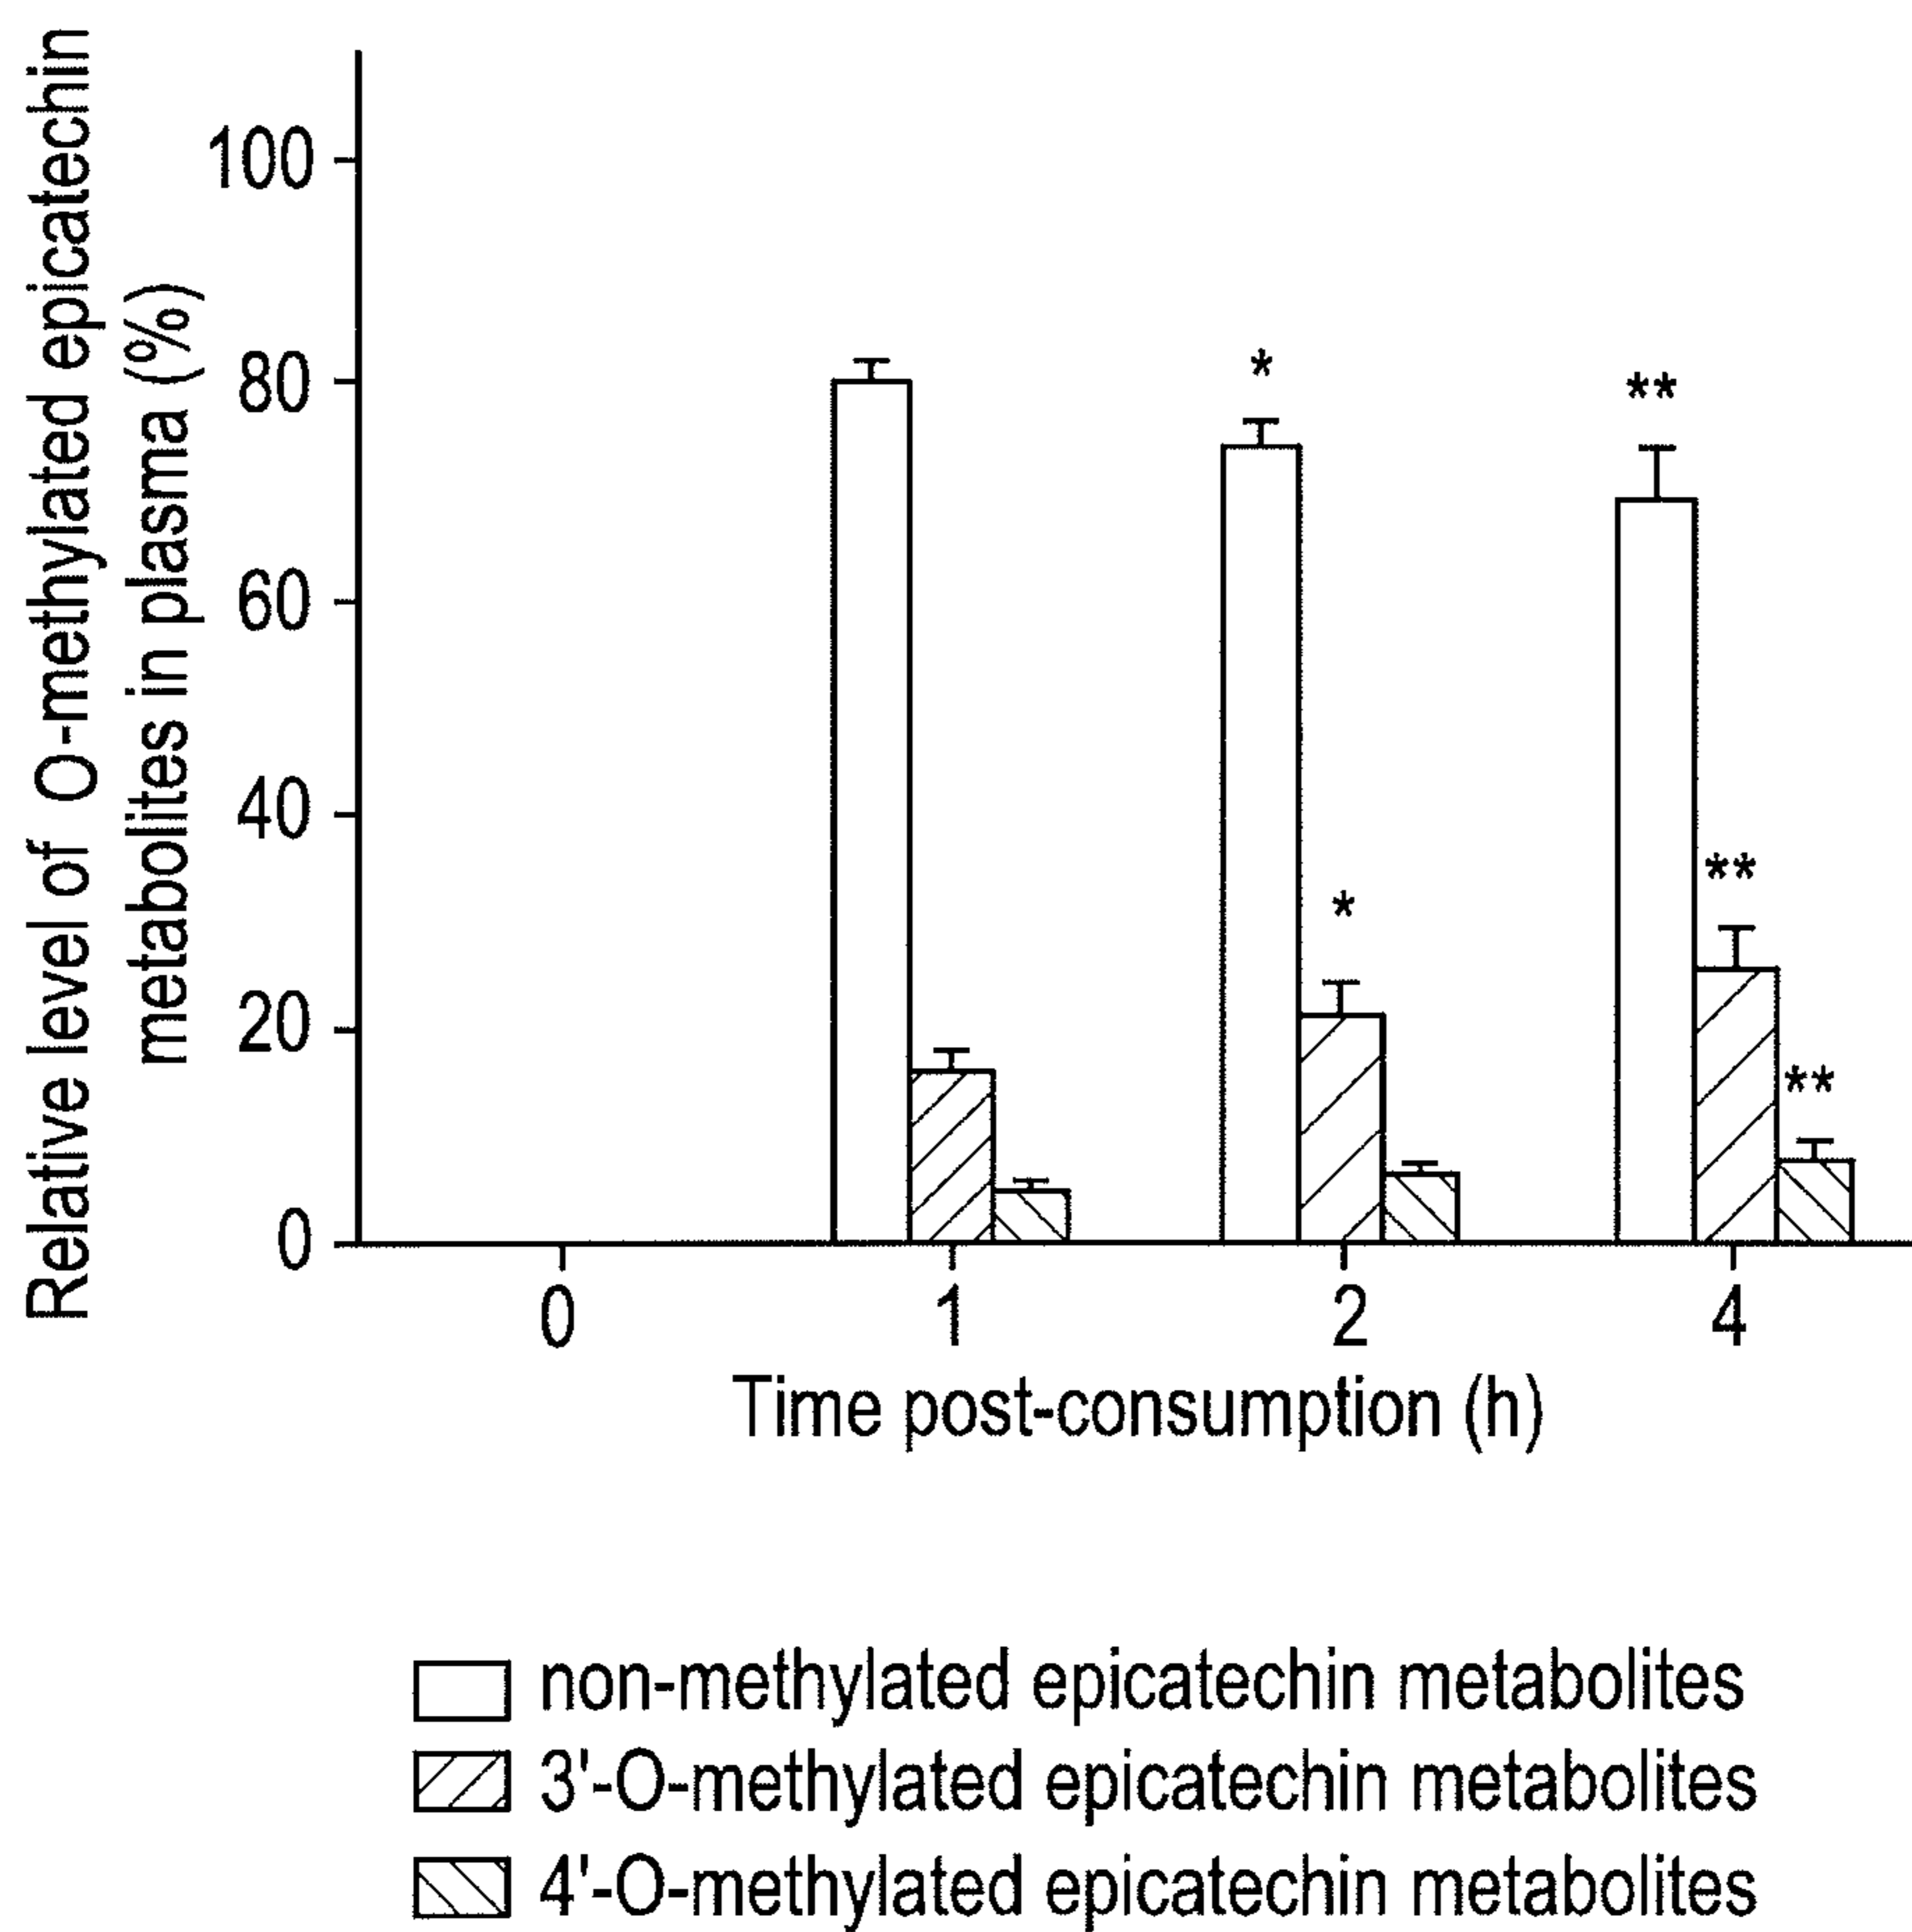 Relative level of O-methylated epicatechin
metabolites in plasma (%)
100
80
60
40
20
0
*
**
*
**
**
0 1 2 4
Time post-consumption (h)
non-methylated epicatechin metabolites
3'-O-methylated epicatechin metabolites
4'-O-methylated epicatechin metabolites